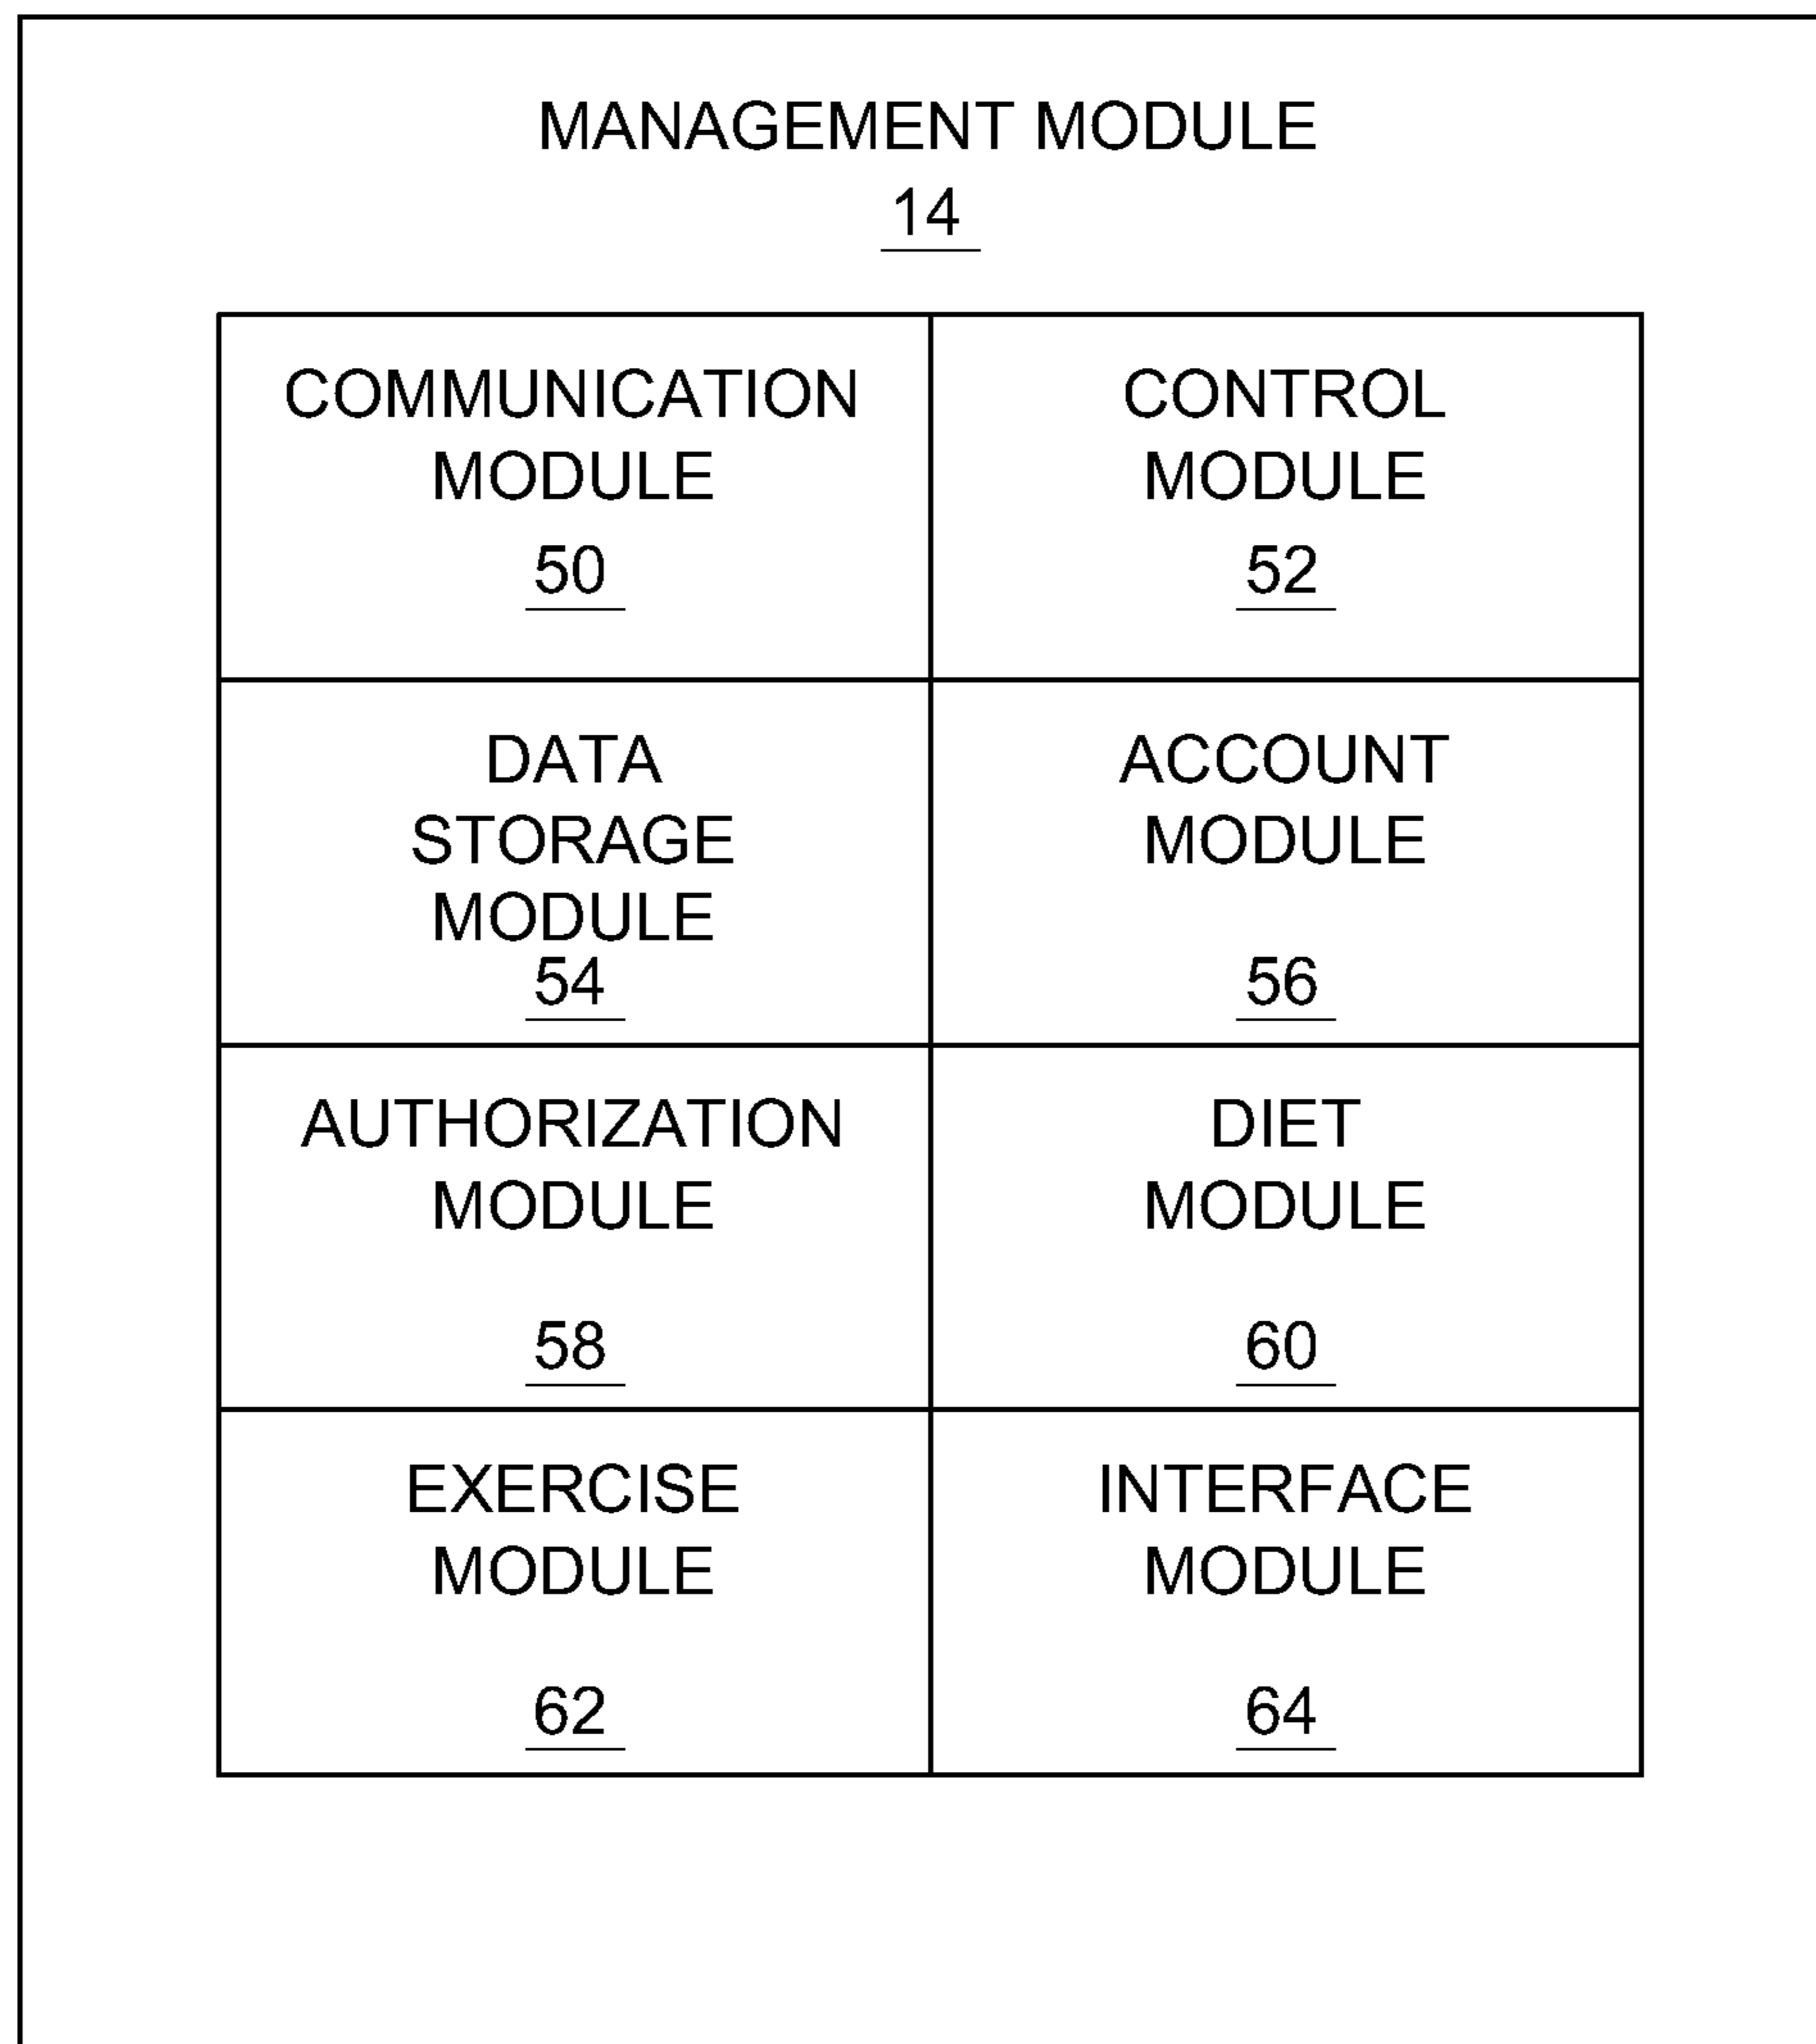 MANAGEMENT MODULE
14
COMMUNICATION
MODULE
50
CONTROL
MODULE
52
DATA
STORAGE
MODULE
54
ACCOUNT
MODULE
56
AUTHORIZATION
MODULE
58
DIET
MODULE
60
EXERCISE
MODULE
62
INTERFACE
MODULE
64